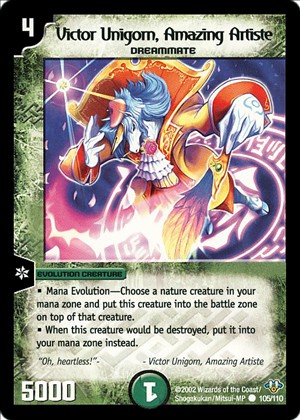 4
Victor Unigorn, Amazing Artiste
DREAMMATE
EVOLUTION CREATURE
▪ Mana Evolution—Choose a nature creature in your
mana zone and put this creature into the battle zone
on top of that creature.
▪ When this creature would be destroyed, put it into
your mana zone instead.
"Oh, heartless!"-
- Victor Unigorn, Amazing Artiste
5000
1
©2002 Wizards of the Coast/
Shogakukan/Mitsui-MP
105/110